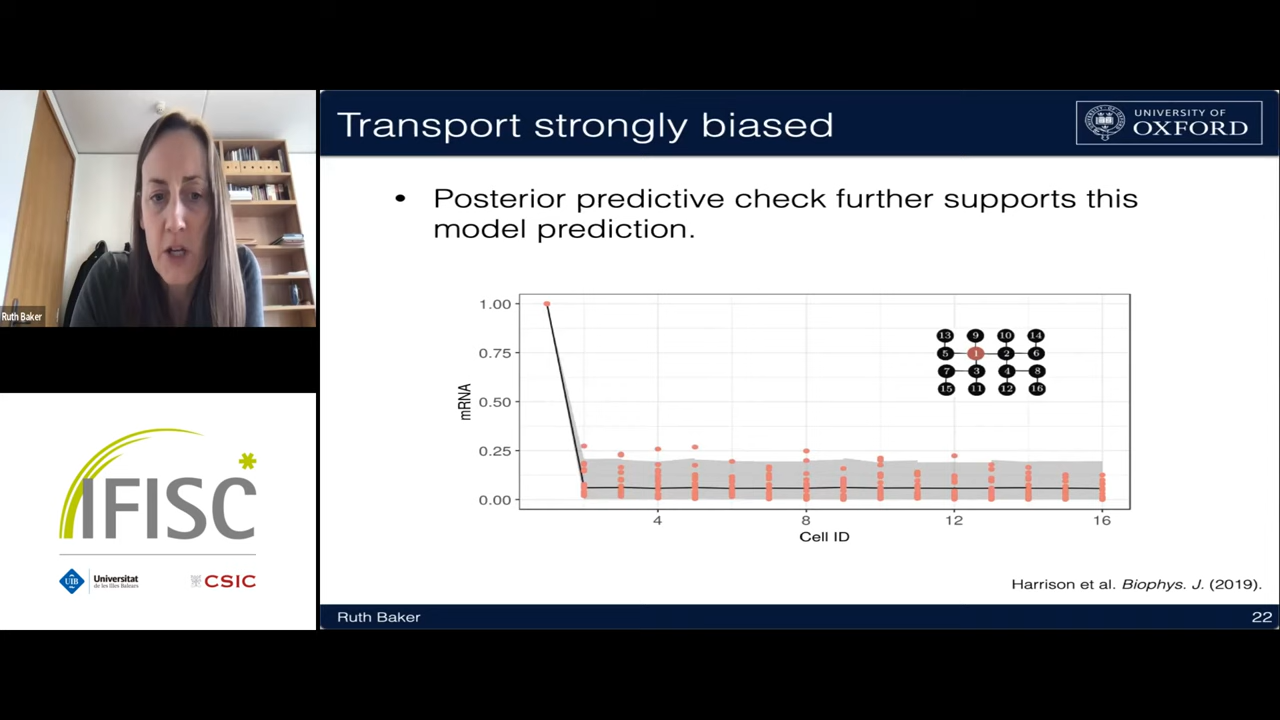 Transport strongly biased
UNIVERSITY OF
OXFORD
• Posterior predictive check further supports this
model prediction.
1.00
0.75
0.50
0.25
0.00
mRNA
4
8
12
16
Cell ID
13 9 10 14
5 1 2 6
7 3 4 8
15 11 12 16
Harrison et al. Biophys. J. (2019).
Ruth Baker
22
Ruth Baker
IFISC
UIB
Universitat
de les Illes Balears
CSIC